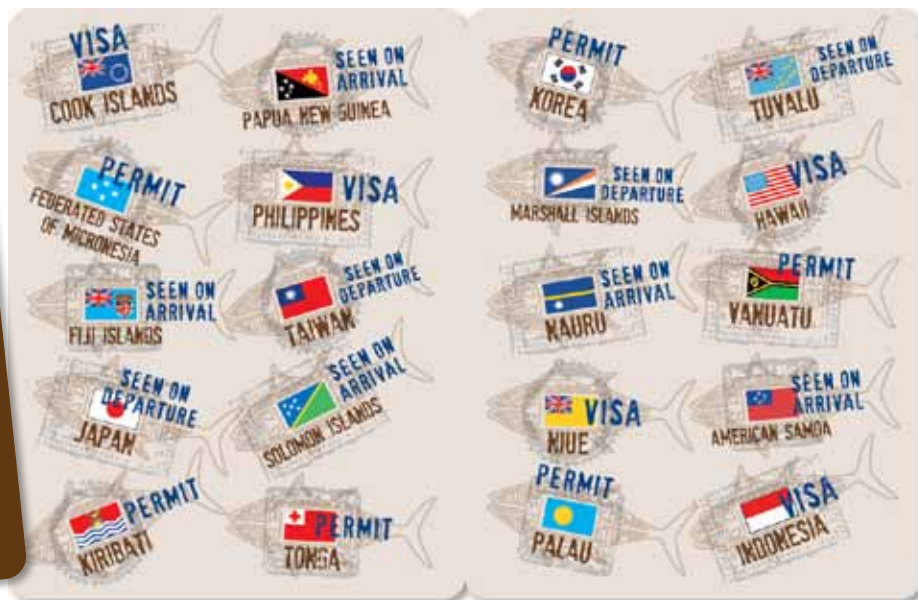 VISA
COOK ISLANDS
SEEN ON
ARRIVAL
PAPUA NEW GUINEA
PERMIT
FEDERATED STATES
OF MICRONESIA
VISA
PHILIPPINES
SEEN ON
ARRIVAL
FIJI ISLANDS
SEEN ON
DEPARTURE
TAIWAN
SEEN ON
DEPARTURE
JAPAN
SEEN ON
ARRIVAL
SOLOMON ISLANDS
PERMIT
KIRIBATI
PERMIT
TONGA
PERMIT
KOREA
SEEN ON
DEPARTURE
TUVALU
SEEN ON
DEPARTURE
MARSHALL ISLANDS
VISA
HAWAII
SEEN ON
ARRIVAL
NAURU
PERMIT
VANUATU
VISA
NIUE
SEEN ON
ARRIVAL
AMERICAN SAMOA
PERMIT
PALAU
VISA
INDONESIA